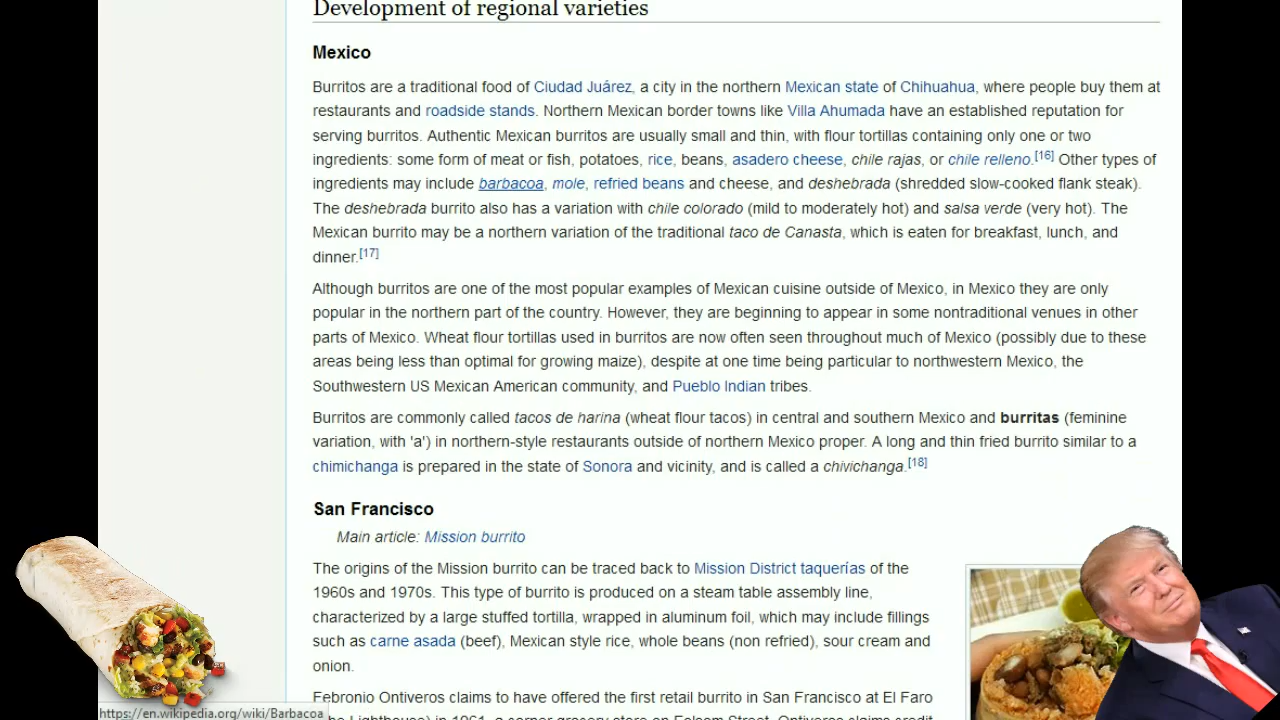 Development of regional varieties
Mexico
Burritos are a traditional food of Ciudad Juárez, a city in the northern Mexican state of Chihuahua, where people buy them at
restaurants and roadside stands. Northern Mexican border towns like Villa Ahumada have an established reputation for
serving burritos. Authentic Mexican burritos are usually small and thin, with flour tortillas containing only one or two
ingredients: some form of meat or fish, potatoes, rice, beans, asadero cheese, chile rajas, or chile relleno.[16] Other types of
ingredients may include barbacoa, mole, refried beans and cheese, and deshebrada (shredded slow-cooked flank steak).
The deshebrada burrito also has a variation with chile colorado (mild to moderately hot) and salsa verde (very hot). The
Mexican burrito may be a northern variation of the traditional taco de Canasta, which is eaten for breakfast, lunch, and
dinner.[17]
Although burritos are one of the most popular examples of Mexican cuisine outside of Mexico, in Mexico they are only
popular in the northern part of the country. However, they are beginning to appear in some nontraditional venues in other
parts of Mexico. Wheat flour tortillas used in burritos are now often seen throughout much of Mexico (possibly due to these
areas being less than optimal for growing maize), despite at one time being particular to northwestern Mexico, the
Southwestern US Mexican American community, and Pueblo Indian tribes.
Burritos are commonly called tacos de harina (wheat flour tacos) in central and southern Mexico and burritas (feminine
variation, with 'a') in northern-style restaurants outside of northern Mexico proper. A long and thin fried burrito similar to a
chimichanga is prepared in the state of Sonora and vicinity, and is called a chivichanga.[18]
San Francisco
Main article: Mission burrito
The origins of the Mission burrito can be traced back to Mission District taquerías of the
1960s and 1970s. This type of burrito is produced on a steam table assembly line,
characterized by a large stuffed tortilla, wrapped in aluminum foil, which may include fillings
such as carne asada (beef), Mexican style rice, whole beans (non refried), sour cream and
onion.
Febronio Ontiveros claims to have offered the first retail burrito in San Francisco at El Faro
Lighthouse) in 1961, a corner grocery store on Folsom Street. Ontiveros claims credit
https://en.wikipedia.org/wiki/Barbacoa